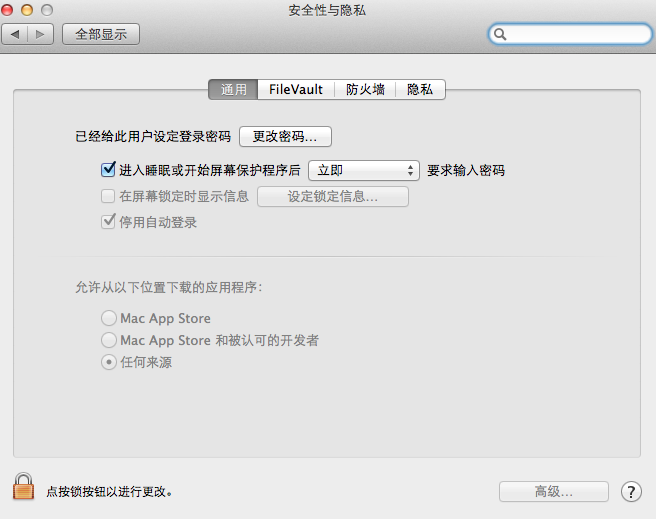 安全性与隐私
全部显示
通用 FileVault 防火墙 隐私
已经给此用户设定登录密码 更改密码...
进入睡眠或开始屏幕保护程序后 立即 要求输入密码
在屏幕锁定时显示信息 设定锁定信息...
停用自动登录
允许从以下位置下载的应用程序：
Mac App Store
Mac App Store 和被认可的开发者
任何来源
点按锁按钮以进行更改。 高级... ?